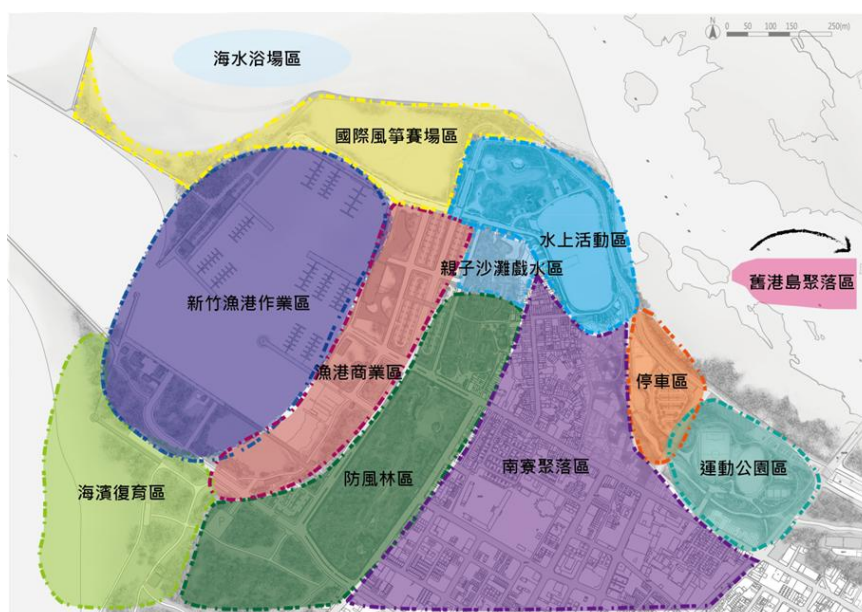 N
0 50 100 150 250(m)
海水浴場區
國際風箏賽場區
水上活動區
親子沙灘戲水區
舊港島聚落區
新竹漁港作業區
漁港商業區
停車區
南寮聚落區
運動公園區
防風林區
海濱復育區